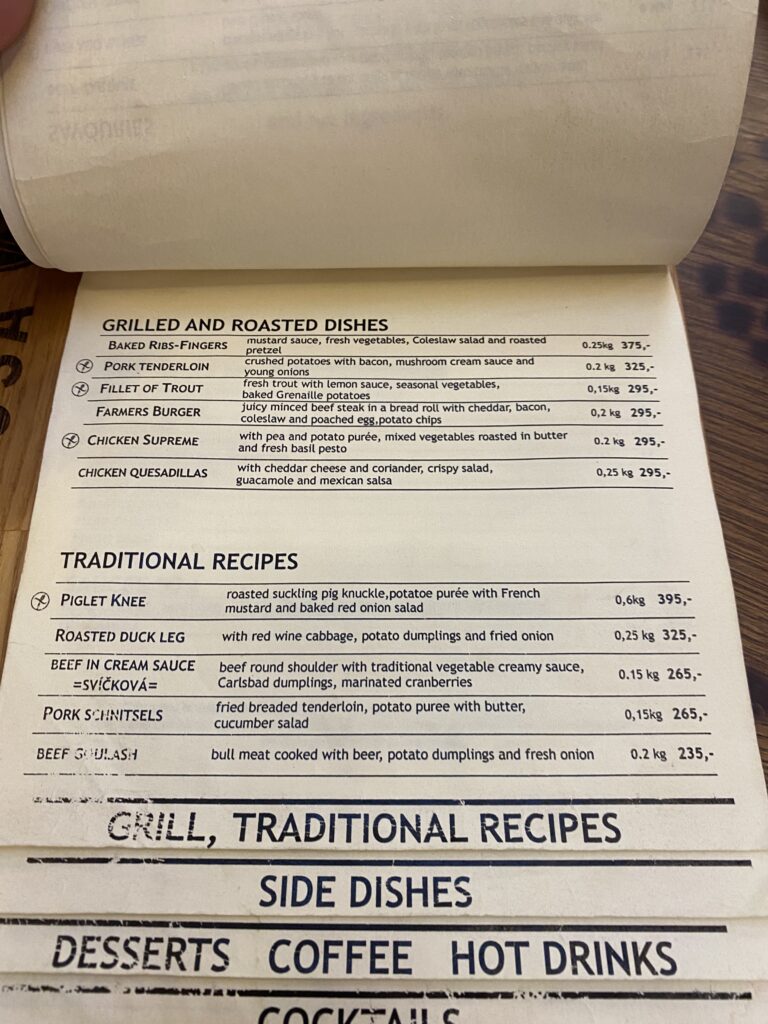 SAVOURIES
GRILLED AND ROASTED DISHES
BAKED RIBS-FINGERS mustard sauce, fresh vegetables, Coleslaw salad and roasted 0.25kg 375,-
pretzel
PORK TENDERLOIN crushed potatoes with bacon, mushroom cream sauce and 0.2 kg 325,-
young onions
FILLET OF TROUT fresh trout with lemon sauce, seasonal vegetables, 0,15kg 295,-
baked Grenaille potatoes
FARMERS BURGER juicy minced beef steak in a bread roll with cheddar, bacon, 0,2 kg 295,-
coleslaw and poached egg,potato chips
CHICKEN SUPREME with pea and potato purée, mixed vegetables roasted in butter 0.2 kg 295,-
and fresh basil pesto
CHICKEN QUESADILLAS with cheddar cheese and coriander, crispy salad, 0,25 kg 295,-
guacamole and mexican salsa
TRADITIONAL RECIPES
PIGLET KNEE roasted suckling pig knuckle,potatoe purée with French 0,6kg 395,-
mustard and baked red onion salad
ROASTED DUCK LEG with red wine cabbage, potato dumplings and fried onion 0,25 kg 325,-
BEEF IN CREAM SAUCE beef round shoulder with traditional vegetable creamy sauce, 0.15 kg 265,-
=SVÍČKOVÁ= Carlsbad dumplings, marinated cranberries
PORK SCHNITSELS fried breaded tenderloin, potato puree with butter, 0,15kg 265,-
cucumber salad
BEEF GOULASH bull meat cooked with beer, potato dumplings and fresh onion 0.2 kg 235,-
GRILL, TRADITIONAL RECIPES
SIDE DISHES
DESSERTS COFFEE HOT DRINKS
COCKTAILS